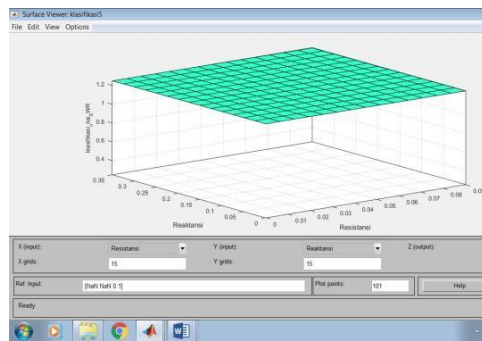 Surface Viewer: klasifikasi5
File Edit View Options
1.2
1
0.8
0.6
0.4
0.35
0.3
0.25
0.2
0.15
0.1
0.05
0
Reaktansi
0
0.01
0.02
0.03
0.04
0.05
0.06
0.07
0.08
0.09
Resistansi
X (input): Resistansi Y (input): Reaktansi Z (output):
X grids: 15 Y grids: 15
Ref. Input: [NaN NaN 0.1] Plot points: 101 Help
Ready